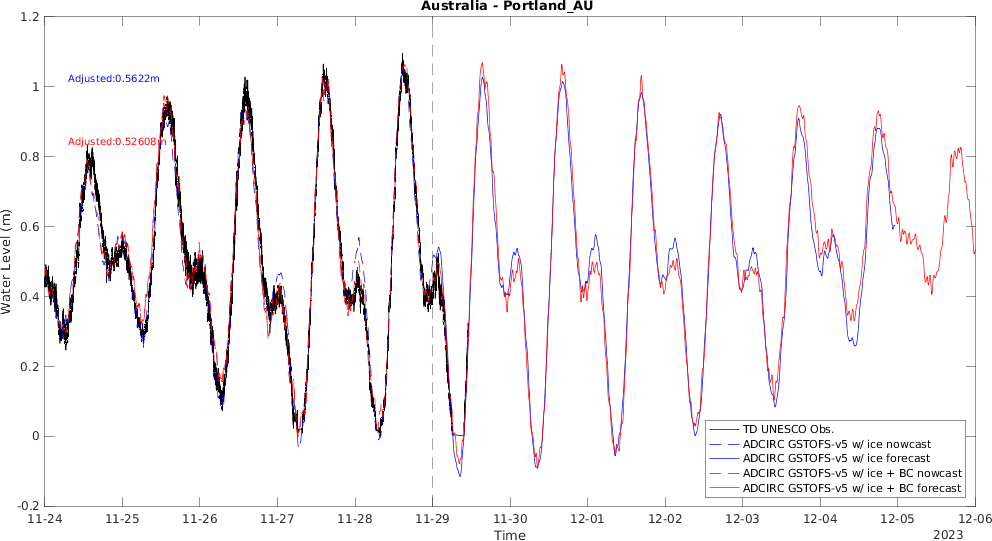 Australia - Portland_AU
1.2
1
0.8
0.6
0.4
0.2
0
-0.2
Water Level (m)
Adjusted:0.5622m
Adjusted:0.52608m
TD UNESCO Obs.
ADCIRC GSTOFS-v5 w/ ice nowcast
ADCIRC GSTOFS-v5 w/ ice forecast
ADCIRC GSTOFS-v5 w/ ice + BC nowcast
ADCIRC GSTOFS-v5 w/ ice + BC forecast
11-24 11-25 11-26 11-27 11-28 11-29 11-30 12-01 12-02 12-03 12-04 12-05 12-06
Time
2023